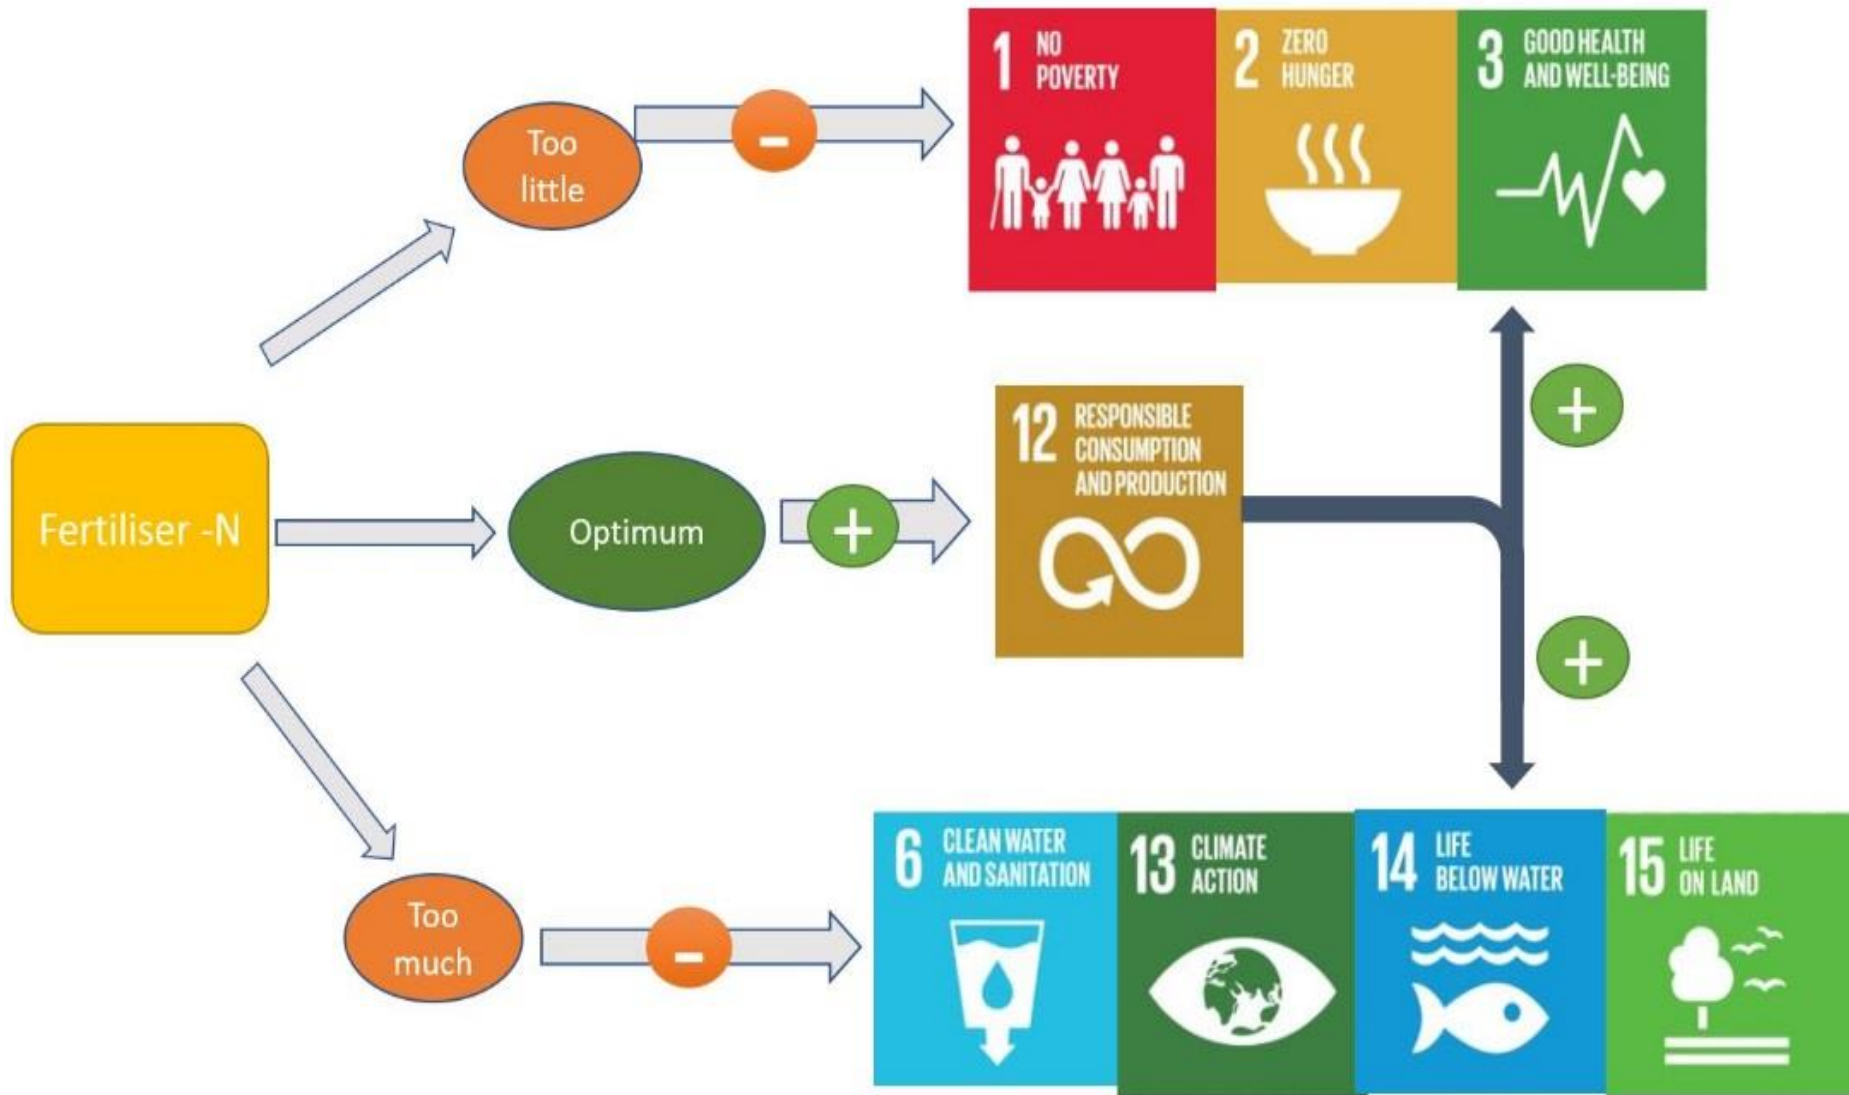 1 NO
POVERTY
2 ZERO
HUNGER
3 GOOD HEALTH
AND WELL-BEING
Too
little
-
+
12 RESPONSIBLE
CONSUMPTION
AND PRODUCTION
Fertiliser -N
Optimum
+
+
6 CLEAN WATER
AND SANITATION
13 CLIMATE
ACTION
14 LIFE
BELOW WATER
15 LIFE
ON LAND
Too
much
-